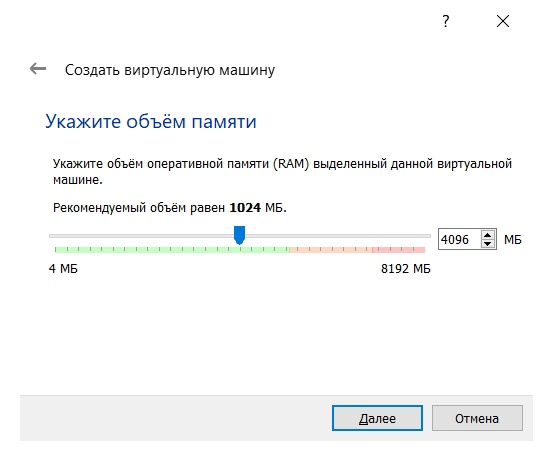 ?
Создать виртуальную машину
Укажите объём памяти
Укажите объём оперативной памяти (RAM) выделенный данной виртуальной
машине.
Рекомендуемый объём равен 1024 МБ.
4096 МБ
4 МБ 8192 МБ
Далее Отмена